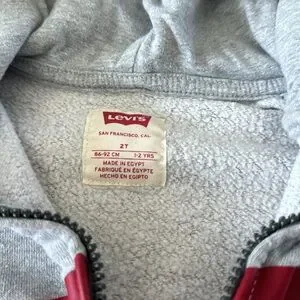 Levi's
SAN FRANCISCO, CAL.
2T
86-92 CM 1-2 YRS
MADE IN EGYPT
FABRIQUÉ EN EGYPTE
HECHO EN EGIPTO